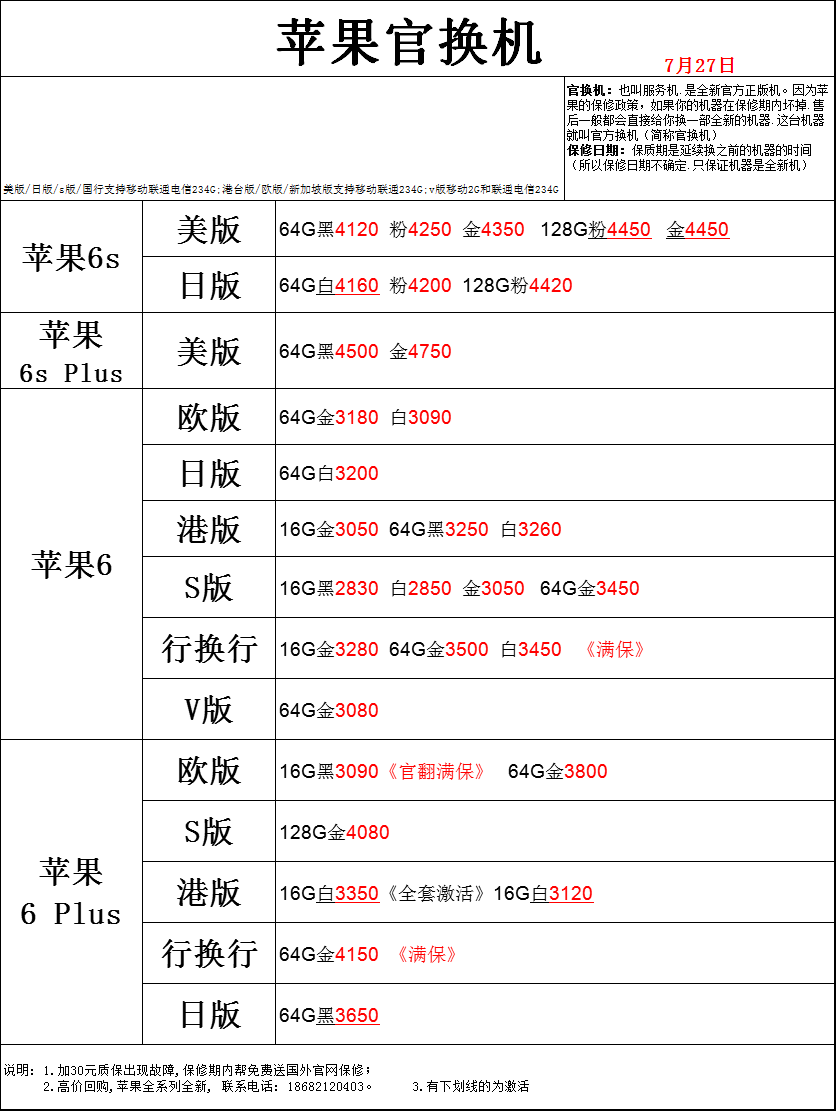 苹果官换机
7月27日
官换机：也叫服务机.是全新官方正版机。因为苹
果的保修政策，如果你的机器在保修期内坏掉.售
后一般都会直接给你换一部全新的机器.这台机器
就叫官方换机（简称官换机）
保修日期：保质期是延续换之前的机器的时间
（所以保修日期不确定.只保证机器是全新机）
美版/日版/s版/国行支持移动联通电信234G;港台版/欧版/新加坡版支持移动联通234G;v版移动2G和联通电信234G
苹果6s
美版
64G黑4120 粉4250 金4350 128G粉4450 金4450
日版
64G白4160 粉4200 128G粉4420
苹果
6s Plus
美版
64G黑4500 金4750
苹果6
欧版
64G金3180 白3090
日版
64G白3200
港版
16G金3050 64G黑3250 白3260
S版
16G黑2830 白2850 金3050 64G金3450
行换行
16G金3280 64G金3500 白3450 《满保》
V版
64G金3080
苹果
6 Plus
欧版
16G黑3090《官翻满保》 64G金3800
S版
128G金4080
港版
16G白3350《全套激活》16G白3120
行换行
64G金4150 《满保》
日版
64G黑3650
说明：1.加30元质保出现故障,保修期内帮免费送国外官网保修；
2.高价回购,苹果全系列全新, 联系电话：18682120403。 3.有下划线的为激活